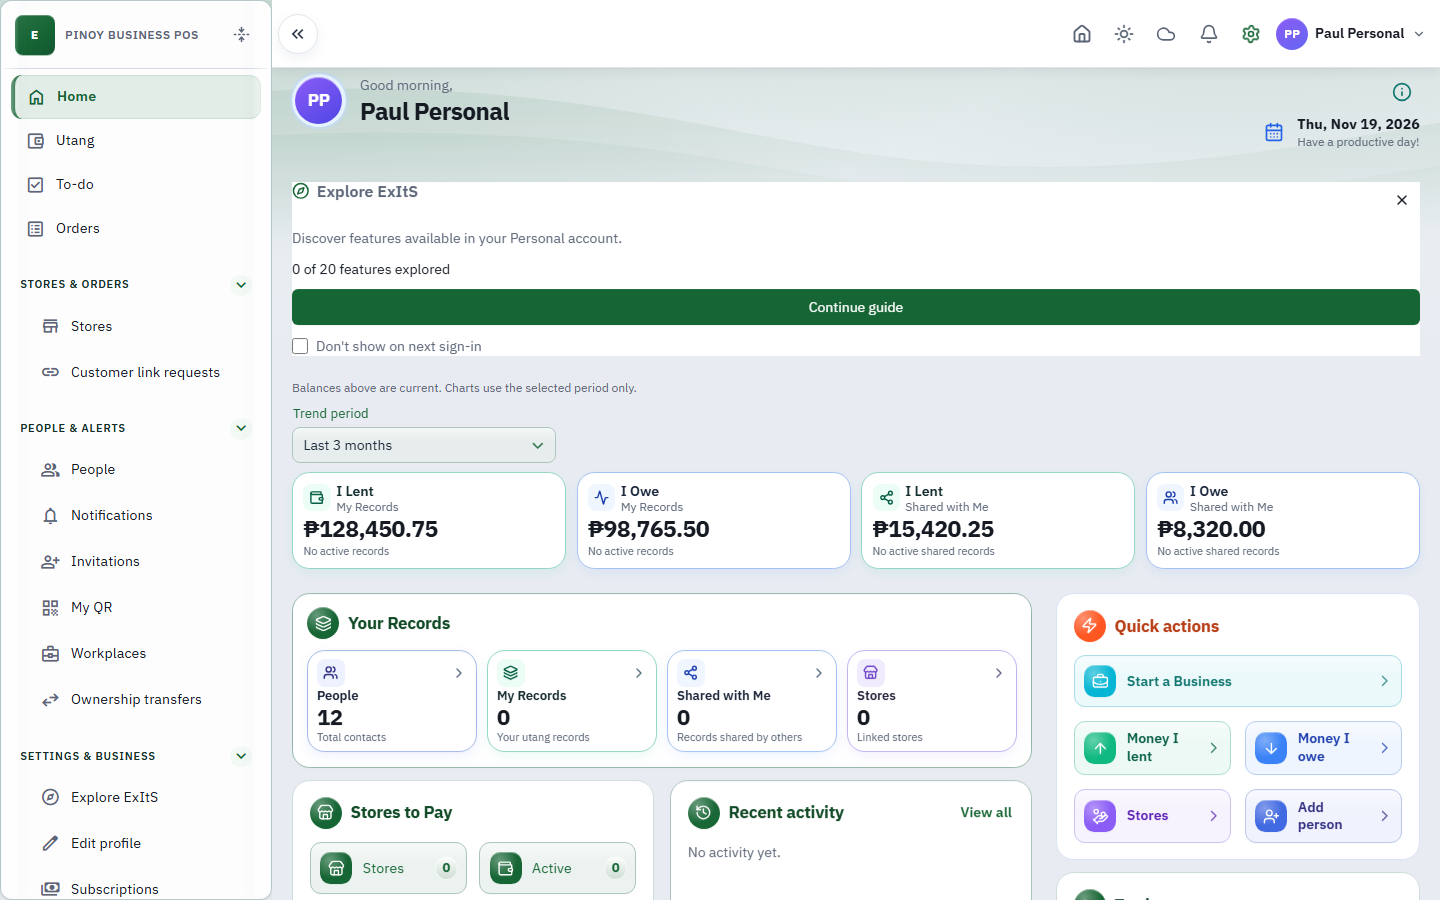 E
PINOY BUSINESS POS
Home
Utang
To-do
Orders
STORES & ORDERS
Stores
Customer link requests
PEOPLE & ALERTS
People
Notifications
Invitations
My QR
Workplaces
Ownership transfers
SETTINGS & BUSINESS
Explore ExItS
Edit profile
Subscriptions
PP
Paul Personal
PP
Good morning,
Paul Personal
Thu, Nov 19, 2026
Have a productive day!
Explore ExItS
Discover features available in your Personal account.
0 of 20 features explored
Continue guide
Don't show on next sign-in
Balances above are current. Charts use the selected period only.
Trend period
Last 3 months
I Lent
My Records
₱128,450.75
No active records
I Owe
My Records
₱98,765.50
No active records
I Lent
Shared with Me
₱15,420.25
No active shared records
I Owe
Shared with Me
₱8,320.00
No active shared records
Your Records
People
12
Total contacts
My Records
0
Your utang records
Shared with Me
0
Records shared by others
Stores
0
Linked stores
Stores to Pay
Stores
0
Active
0
Recent activity
View all
No activity yet.
Quick actions
Start a Business
Money I
lent
Money I
owe
Stores
Add
person